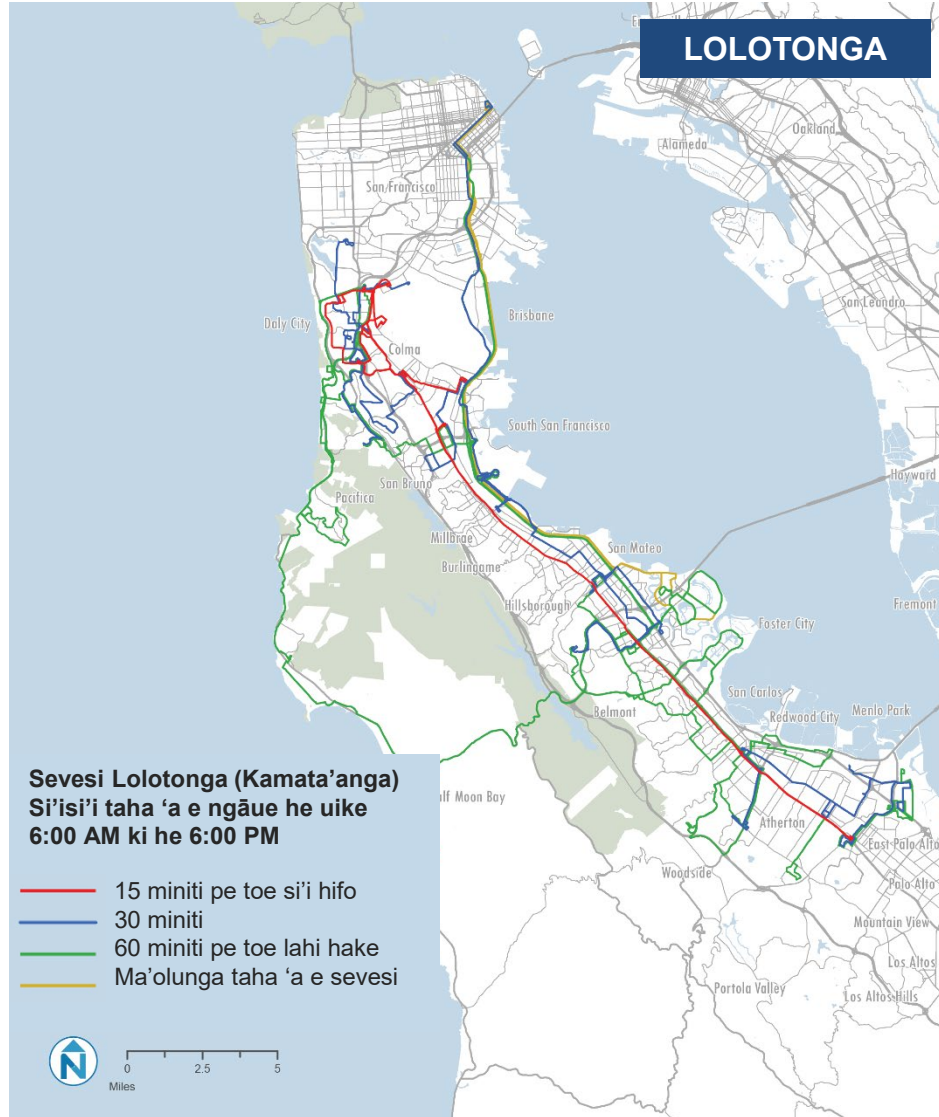 LOLOTONGA
Oakland
Alameda
San Francisco
San Leandro
Daly City
Brisbane
Colma
South San Francisco
Hayward
San Bruno
Pacifica
Millbrae
San Mateo
Burlingame
Hillsborough
Fremont
Foster City
San Carlos
Belmont
Redwood City
Menlo Park
Sevesi Lolotonga (Kamata'anga)
Si'isi'i taha 'a e ngāue he uike
6:00 AM ki he 6:00 PM
alf Moon Bay
Atherton
East Palo Alto
Woodside
Palo Alto
15 miniti pe toe si'i hifo
30 miniti
60 miniti pe toe lahi hake
Ma'olunga taha 'a e sevesi
Mountain View
Los Altos
Portola Valley
Los Altos Hills
N
0 2.5 5
Miles